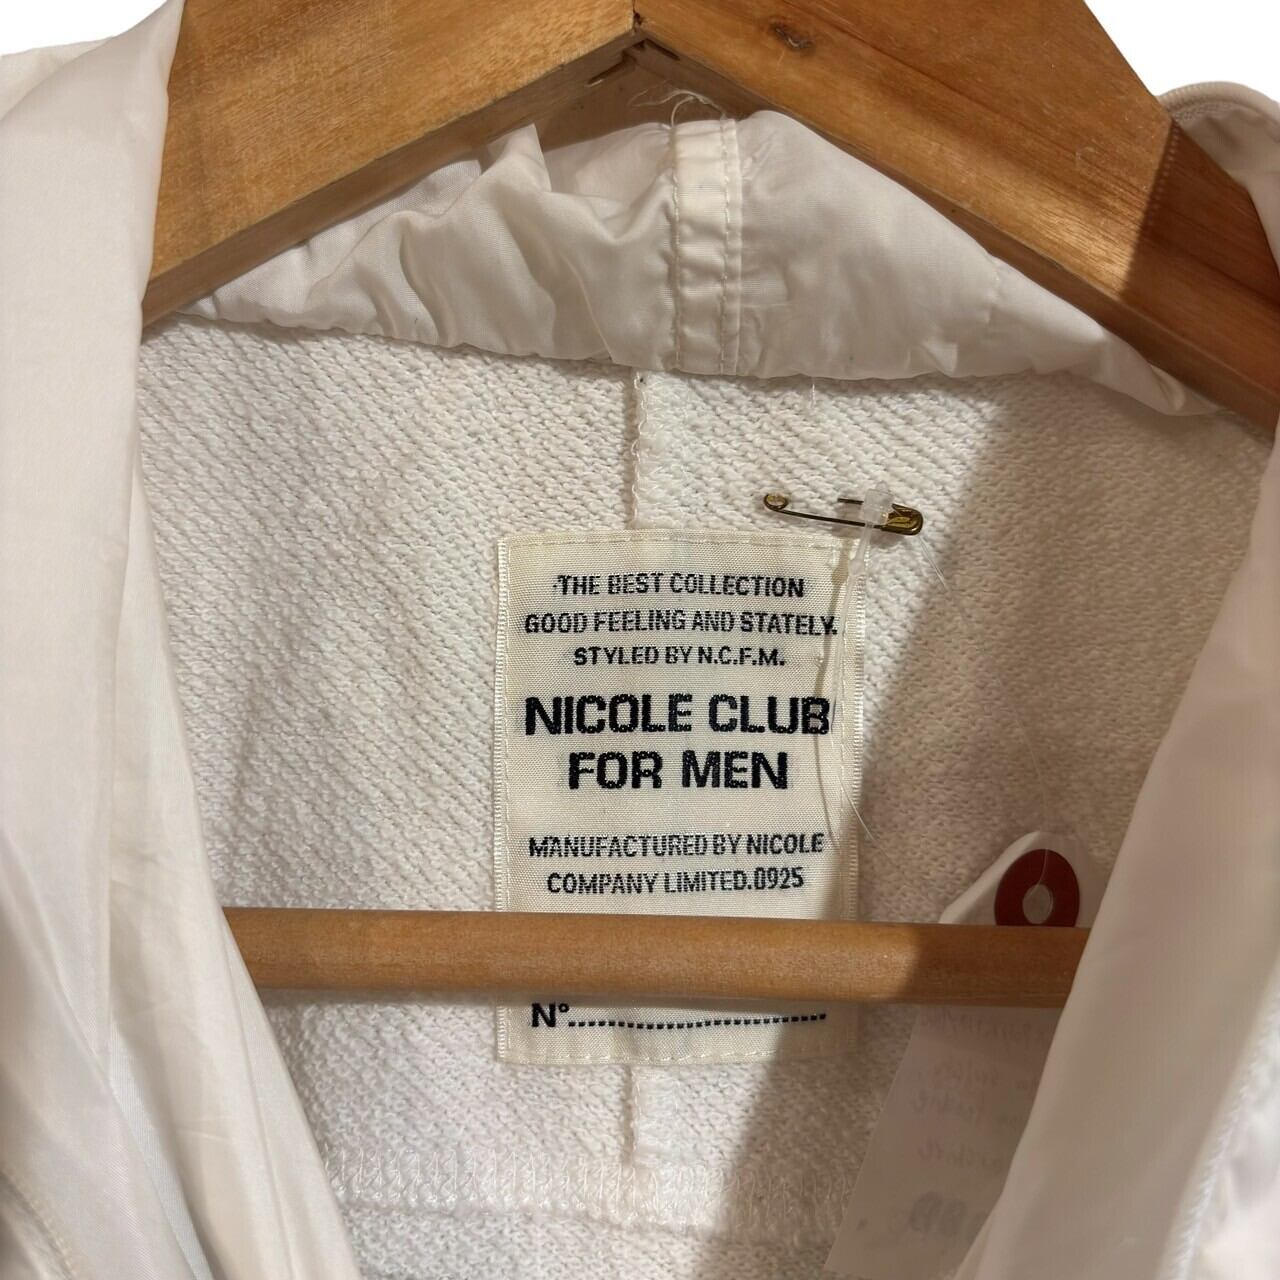 THE BEST COLLECTION
GOOD FEELING AND STATELY.
STYLED BY N.C.F.M.
NICOLE CLUB
FOR MEN
MANUFACTURED BY NICOLE
COMPANY LIMITED.0925
N°..............................